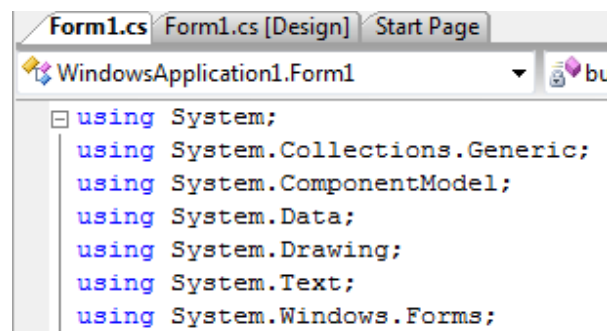 Form1.cs Form1.cs [Design] Start Page
WindowsApplication1.Form1 bu
using System;
using System.Collections.Generic;
using System.ComponentModel;
using System.Data;
using System.Drawing;
using System.Text;
using System.Windows.Forms;